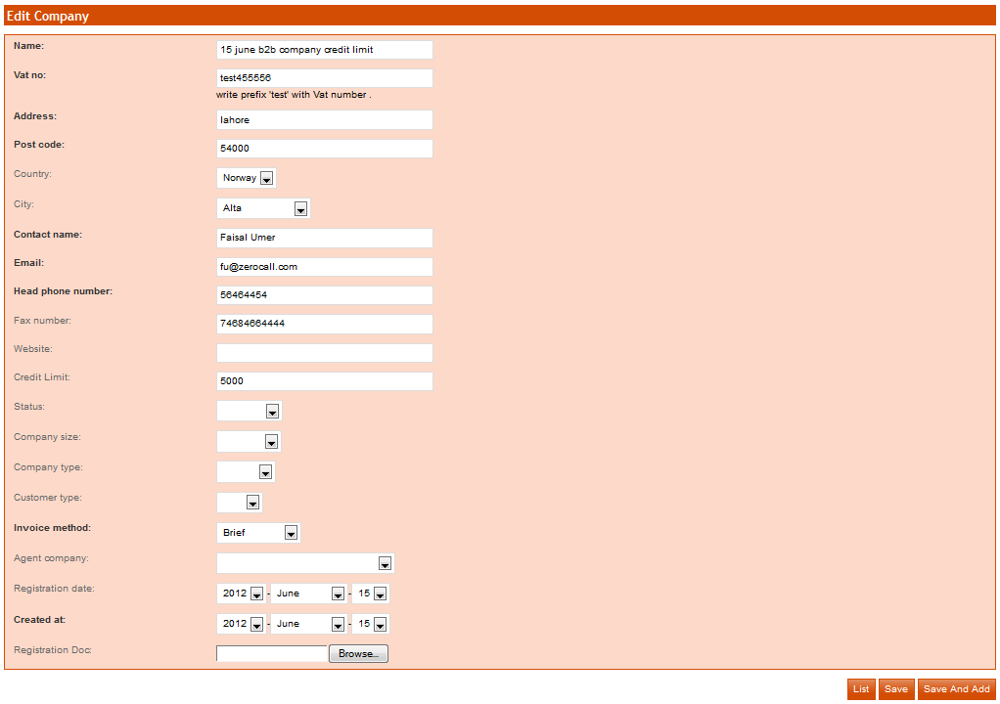 Edit Company
Name: 15 june b2b company credit limit
Vat no: test455556
write prefix 'test' with Vat number .
Address: lahore
Post code: 54000
Country: Norway
City: Alta
Contact name: Faisal Umer
Email: fu@zerocall.com
Head phone number: 56464454
Fax number: 74684664444
Website:
Credit Limit: 5000
Status:
Company size:
Company type:
Customer type:
Invoice method: Brief
Agent company:
Registration date: 2012 - June - 15
Created at: 2012 - June - 15
Registration Doc: Browse...
List Save Save And Add